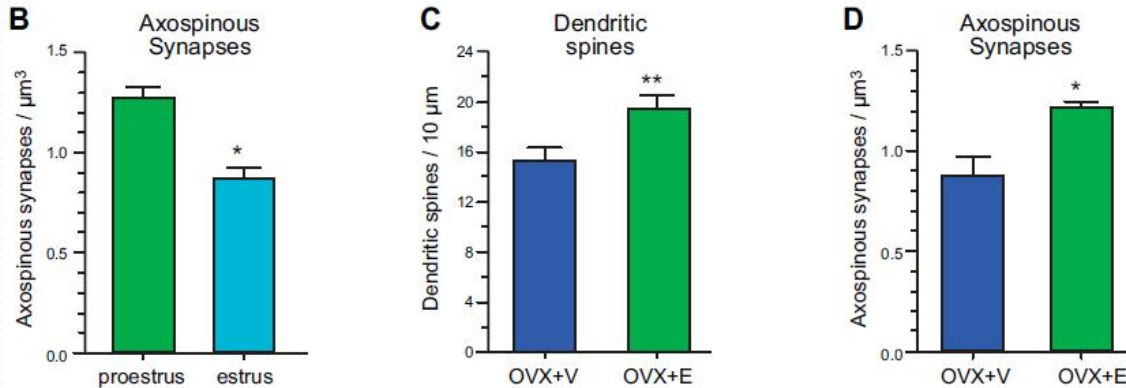 B
Axospinous
Synapses
Axospinous synapses / µm³
1.5
1.0
0.5
0.0
*
proestrus
estrus
C
Dendritic
spines
Dendritic spines / 10 µm
24
20
16
12
8
4
0
**
OVX+V
OVX+E
D
Axospinous
Synapses
Axospinous synapses / µm³
1.5
1.0
0.5
0.0
*
OVX+V
OVX+E